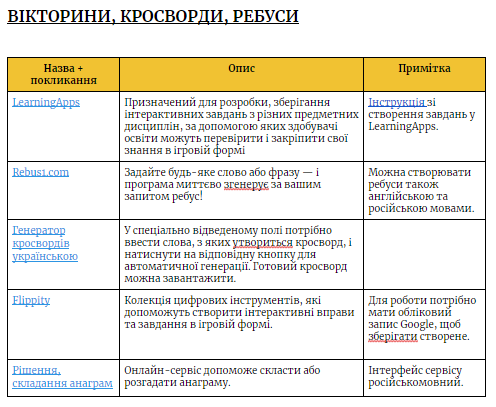 ВІКТОРИНИ, КРОСВОРДИ, РЕБУСИ
Назва +
покликання
Опис
Примітка
LearningApps
Призначений для розробки, зберігання
інтерактивних завдань з різних предметних
дисциплін, за допомогою яких здобувачі
освіти можуть перевірити і закріпити свої
знання в ігровій формі
Інструкція зі
створення завдань у
LearningApps.
Rebus1.com
Задайте будь-яке слово або фразу — і
програма миттєво згенерує за вашим
запитом ребус!
Можна створювати
ребуси також
англійською та
російською мовами.
Генератор
кросвордів
українською
У спеціально відведеному полі потрібно
ввести слова, з яких утвориться кросворд, і
натиснути на відповідну кнопку для
автоматичної генерації. Готовий кросворд
можна завантажити.
Flippity
Колекція цифрових інструментів, які
допоможуть створити інтерактивні вправи
та завдання в ігровій формі.
Для роботи потрібно
мати обліковий
запис Google, щоб
зберігати створене.
Рішення,
складання анаграм
Онлайн-сервіс допоможе скласти або
розгадати анаграму.
Інтерфейс сервісу
російськомовний.